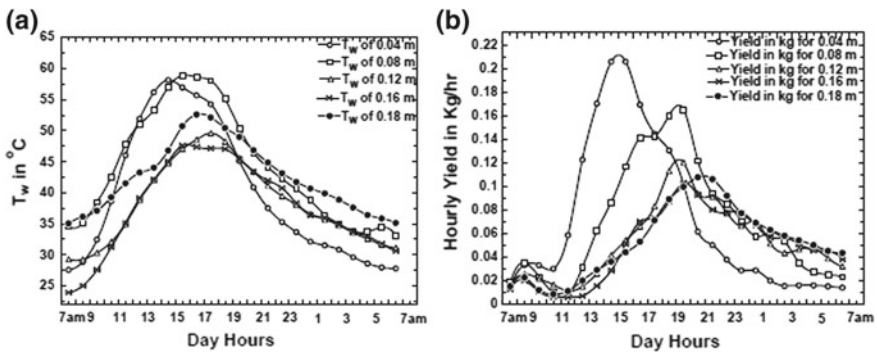 (a)
T_w in °C
65
60
55
50
45
40
35
30
25
T_w of 0.04 m
T_w of 0.08 m
T_w of 0.12 m
T_w of 0.16 m
T_w of 0.18 m
7am 9 11 13 15 17 19 21 23 1 3 5 7am
Day Hours
(b)
Hourly Yield in Kg/hr
0.22
0.2
0.18
0.16
0.14
0.12
0.1
0.08
0.06
0.04
0.02
0
Yield in kg for 0.04 m
Yield in kg for 0.08 m
Yield in kg for 0.12 m
Yield in kg for 0.16 m
Yield in kg for 0.18 m
7am 9 11 13 15 17 19 21 23 1 3 5 7am
Day Hours